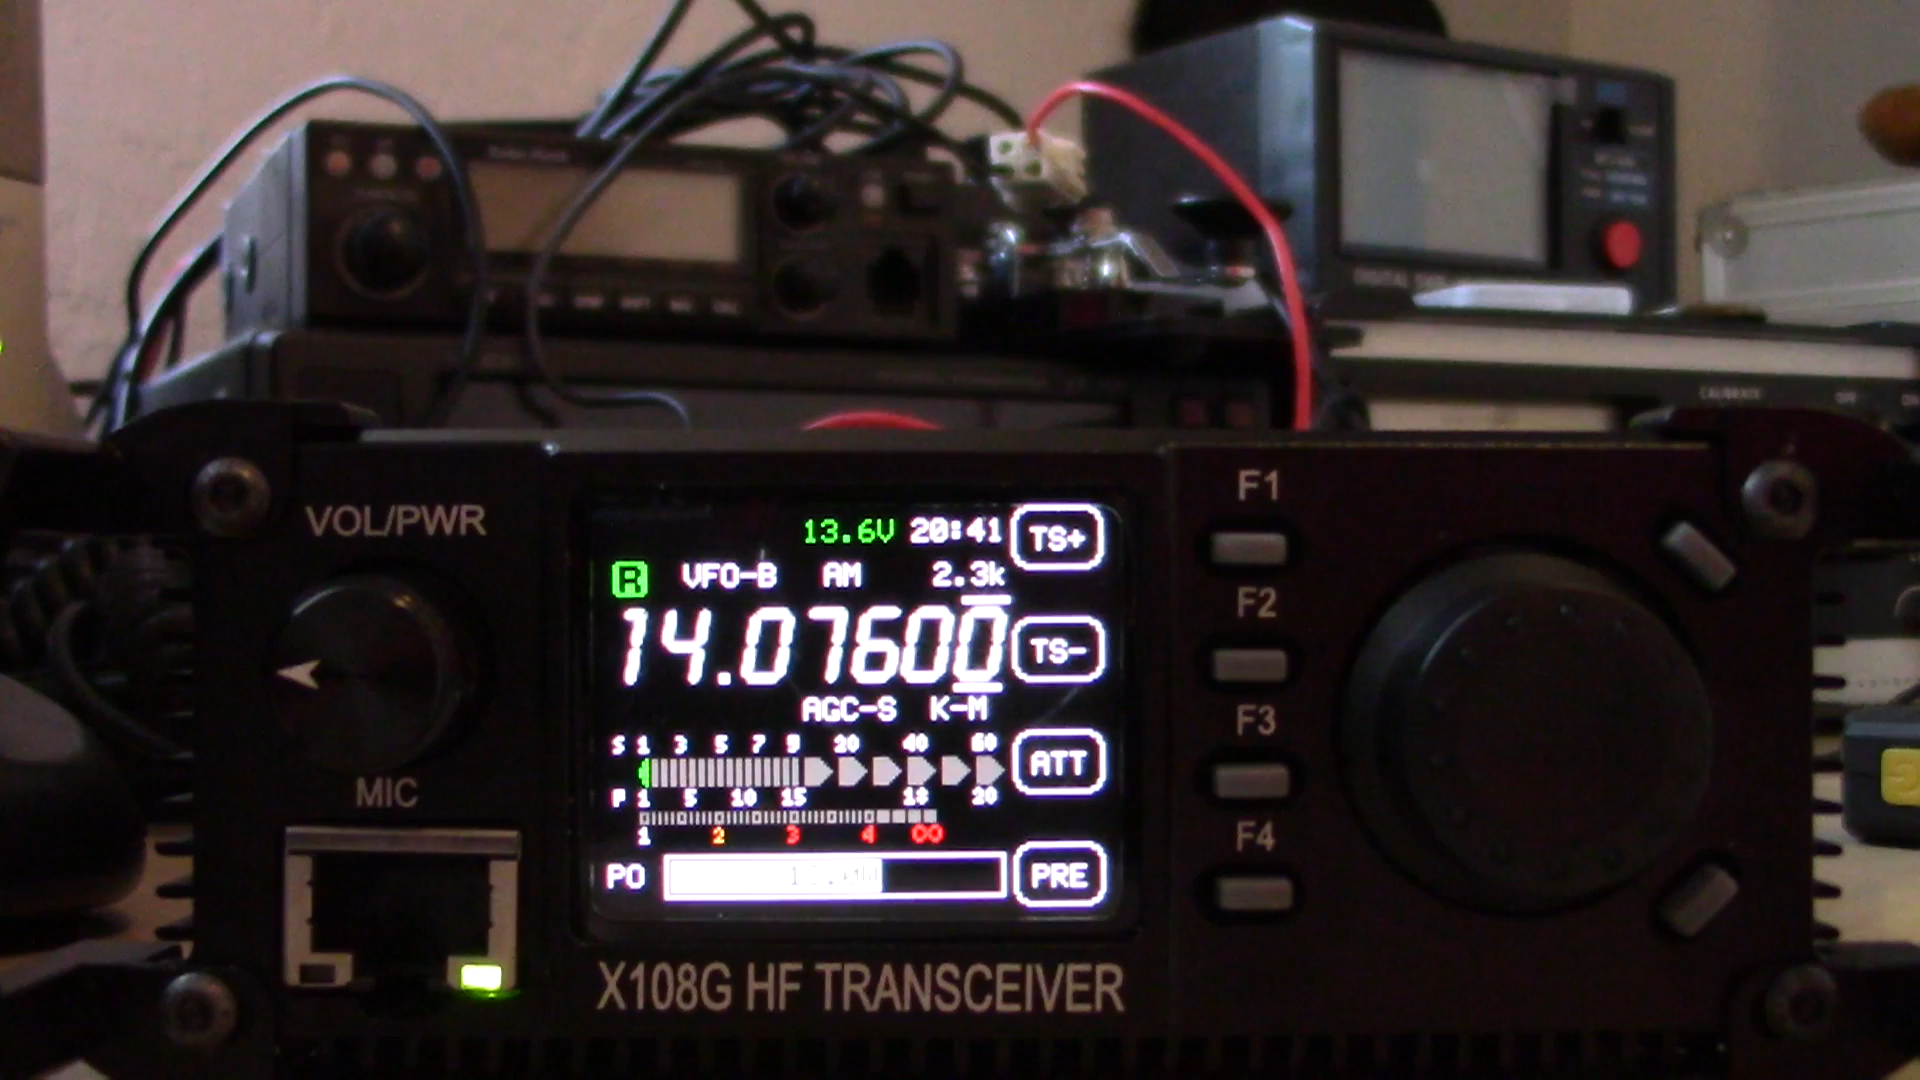 CALIBRATE
VOL/PWR
MIC
13.6V 20:41
R VFO-B AM 2.3k
14.07600
AGC-S K-M
S 1 3 5 7 9 20 40 60
P 1 5 10 15 18 20
1 2 3 4 ∞
PO
TS+
TS-
ATT
PRE
F1
F2
F3
F4
X108G HF TRANSCEIVER